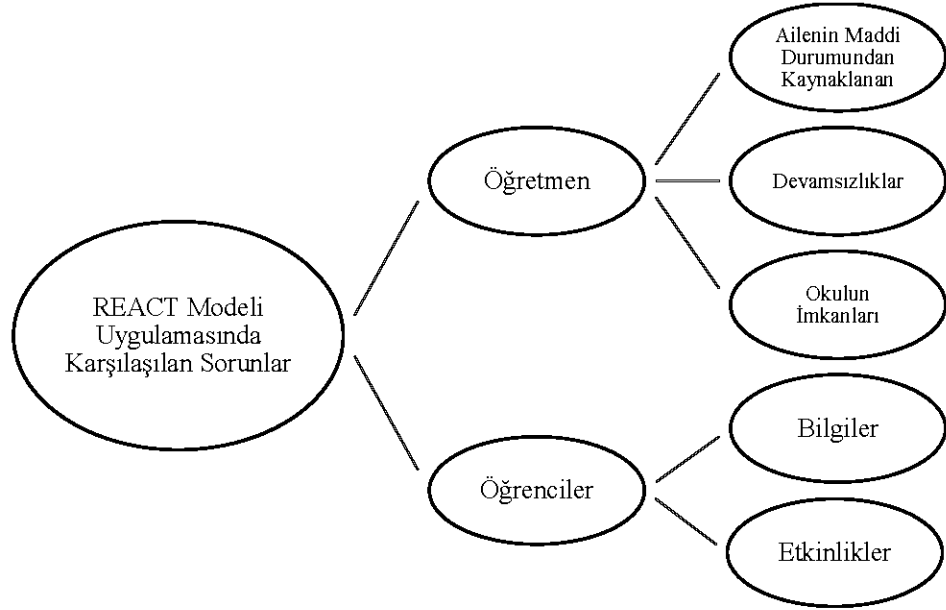 REACT Modeli
Uygulamasında
Karşılaşılan Sorunlar
Öğretmen
Ailenin Maddi
Durumundan
Kaynaklanan
Devamsızlıklar
Okulun
İmkanları
Öğrenciler
Bilgiler
Etkinlikler